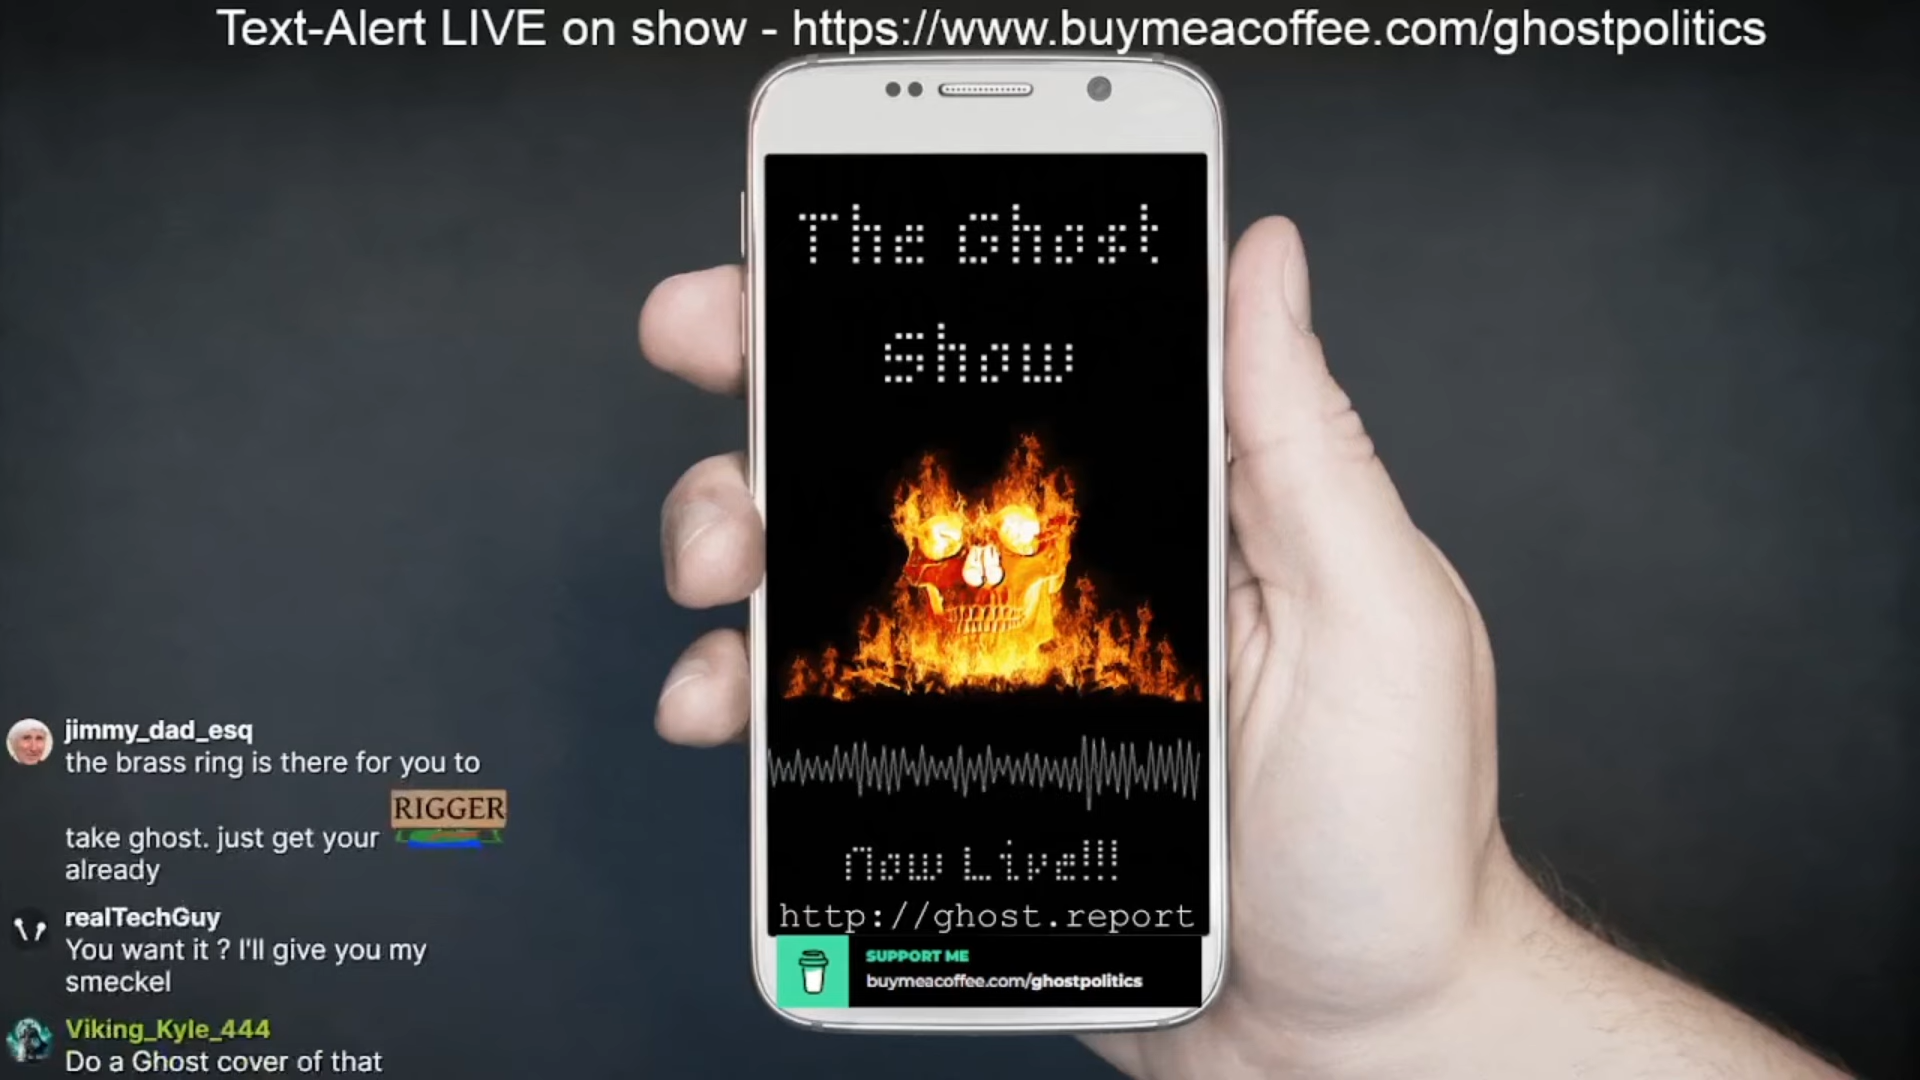 Text-Alert LIVE on show - https://www.buymeacoffee.com/ghostpolitics
The Ghost
Show
Now Live!!!
http://ghost.report
SUPPORT ME
buymeacoffee.com/ghostpolitics
jimmy_dad_esq
the brass ring is there for you to
take ghost. just get your RIGGER
already
realTechGuy
You want it ? I'll give you my
smeckel
Viking_Kyle_444
Do a Ghost cover of that